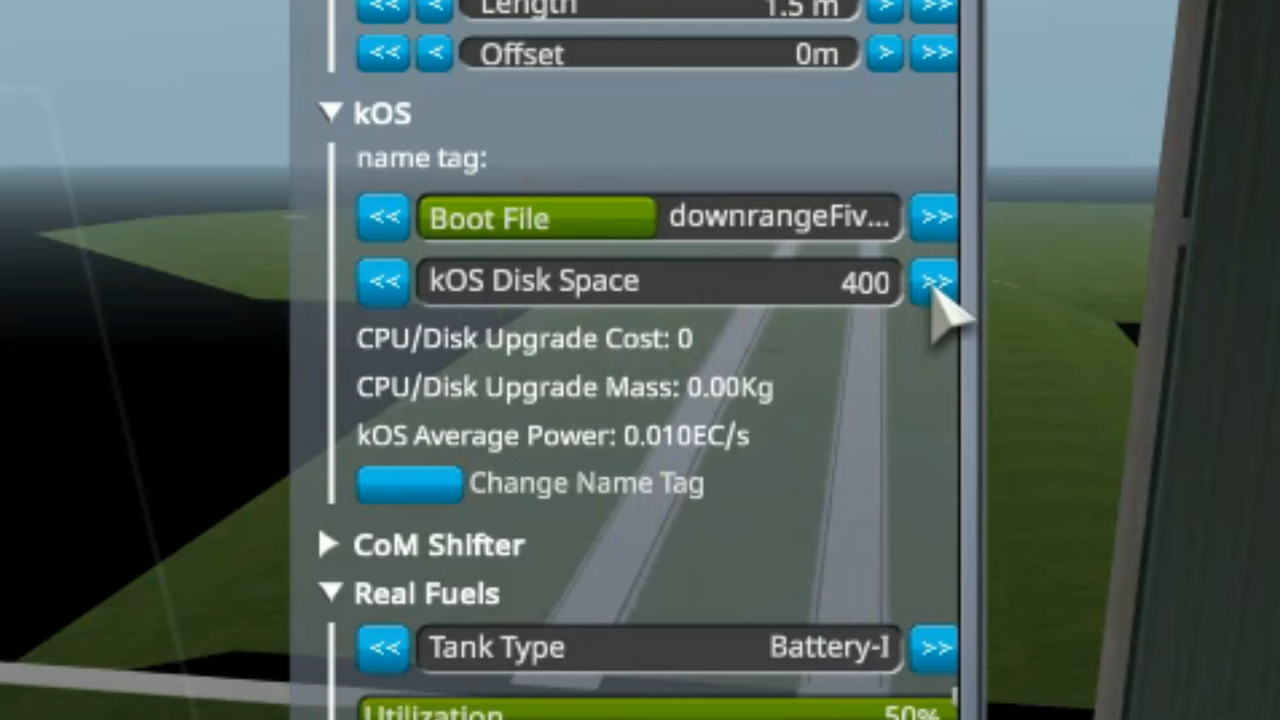 << < Length 1.5 m > >>
<< < Offset 0m > >>
kOS
name tag:
<< Boot File downrangeFiv... >>
<< kOS Disk Space 400 >>
CPU/Disk Upgrade Cost: 0
CPU/Disk Upgrade Mass: 0.00Kg
kOS Average Power: 0.010EC/s
Change Name Tag
CoM Shifter
Real Fuels
<< Tank Type Battery-I >>
Utilization 50%